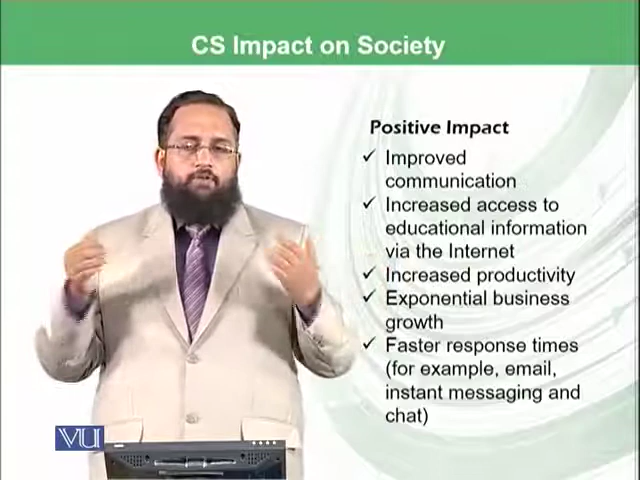 CS Impact on Society
Positive Impact
✓ Improved
communication
✓ Increased access to
educational information
via the Internet
✓ Increased productivity
✓ Exponential business
growth
✓ Faster response times
(for example, email,
instant messaging and
chat)
VU